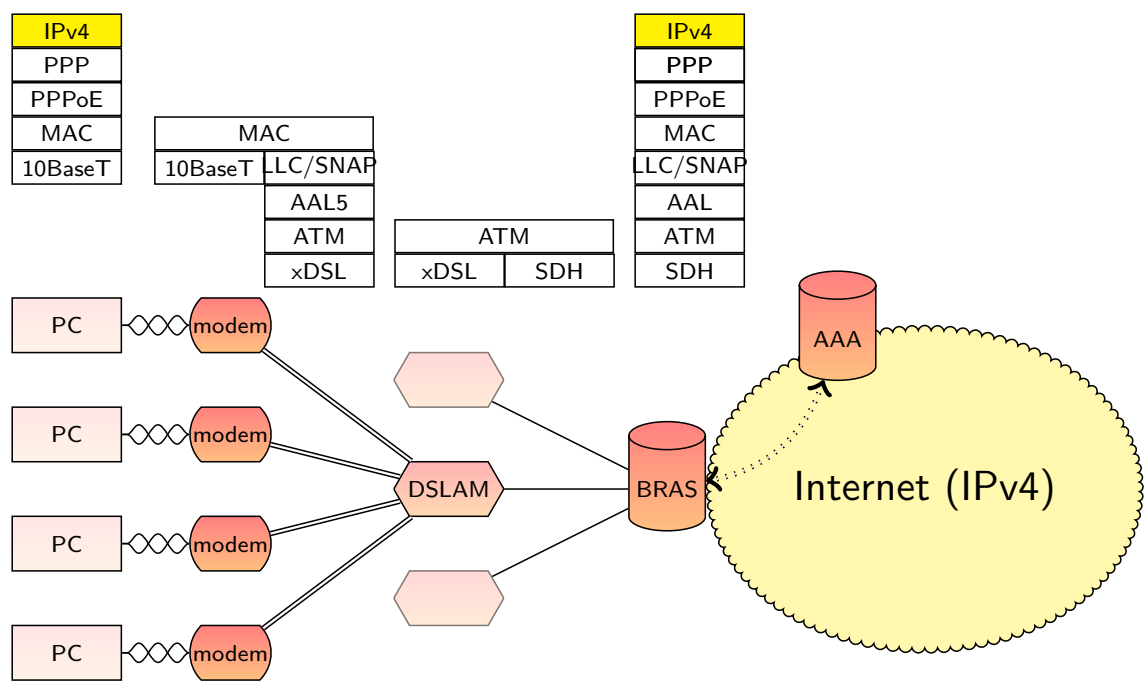 IPv4
PPP
PPPoE
MAC
10BaseT
MAC
10BaseT LLC/SNAP
AAL5
ATM
xDSL
ATM
xDSL SDH
IPv4
PPP
PPPoE
MAC
LLC/SNAP
AAL
ATM
SDH
PC
modem
PC
modem
PC
modem
PC
modem
DSLAM
BRAS
AAA
Internet (IPv4)